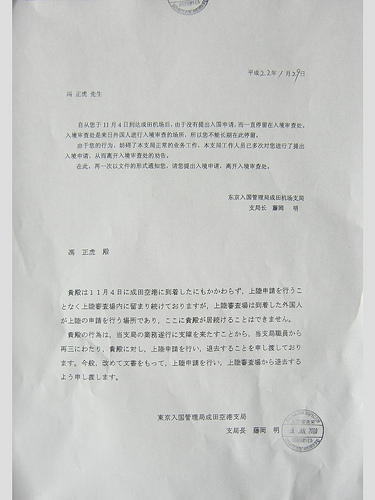 平成22年1月29日
冯 正虎 先生
自从您于11月4日到达成田机场后，由于没有提出入国申请，而一直停留在入境审查处。
入境审查处是来日外国人进行入境审查的场所，所以您不能长期在此停留。
由于您的行为，妨碍了本支局正常的业务工作，本支局工作人员已多次对您进行了提出
入境申请，从而离开入境审查处的劝告。
在此，再一次以文件的形式通知您，请您提出入境申请，离开入境审查处。
东京入国管理局成田机场支局
支局长 藤岡 明
馮 正虎 殿
貴殿は11月4日に成田空港に到着したにもかかわらず、上陸申請を行うこ
となく上陸審査場内に留まり続けておりますが、上陸審査場は到着した外国人
が上陸の申請を行う場所であり、ここに貴殿が居続けることはできません。
貴殿の行為は、当支局の業務遂行に支障を来たすことから、当支局職員から
再三にわたり、貴殿に対し、上陸申請を行い、退去することを申し渡しており
ます。今般、改めて文書をもって、上陸申請を行い、上陸審査場から退去する
よう申し渡します。
東京入国管理局成田空港支局
支局長 藤岡 明